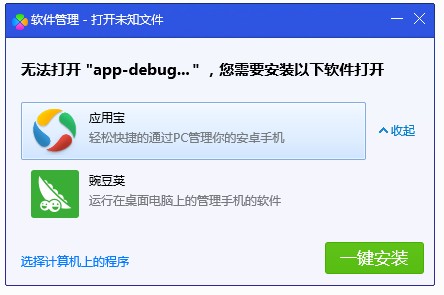 软件管理 - 打开未知文件
无法打开 "app-debug... "，您需要安装以下软件打开
应用宝
轻松快捷的通过PC管理你的安卓手机
收起
豌豆荚
运行在桌面电脑上的管理手机的软件
选择计算机上的程序
一键安装